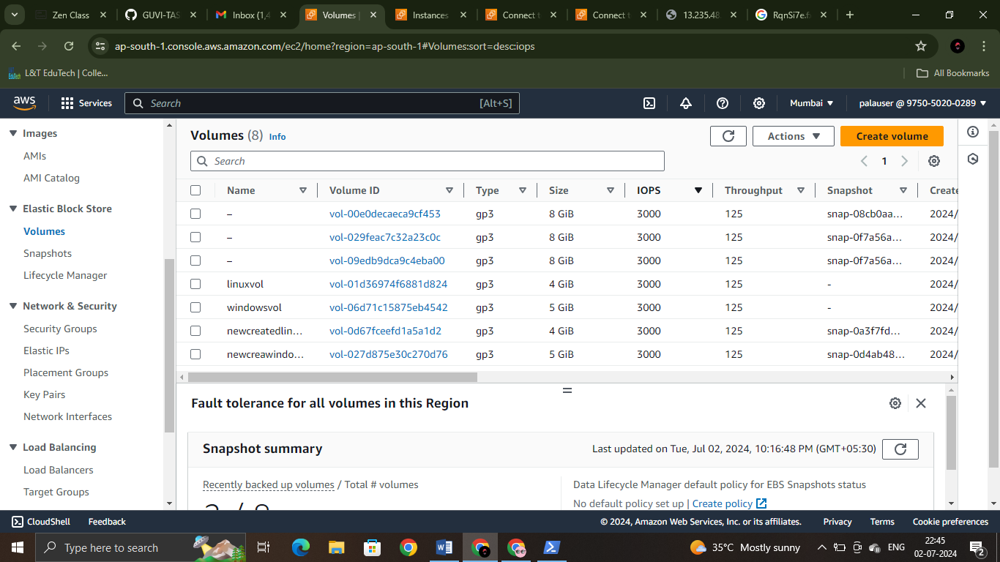 Zen Class
GUVI-TAS
Inbox (1,4
Volumes |
Instances
Connect t
Connect t
13.235.48
RqnSi7e.f
ap-south-1.console.aws.amazon.com/ec2/home?region=ap-south-1#Volumes:sort=desc:iops
L&T EduTech | Colle...
All Bookmarks
aws
Services
Search
[Alt+S]
Mumbai
palauser @ 9750-5020-0289
Images
AMIs
AMI Catalog
Elastic Block Store
Volumes
Snapshots
Lifecycle Manager
Network & Security
Security Groups
Elastic IPs
Placement Groups
Key Pairs
Network Interfaces
Load Balancing
Load Balancers
Target Groups
Volumes (8) Info
Actions
Create volume
Search
1
Name Volume ID Type Size IOPS Throughput Snapshot Create
– vol-00e0decaeca9cf453 gp3 8 GiB 3000 125 snap-08cb0aa... 2024/
– vol-029feac7c32a23c0c gp3 8 GiB 3000 125 snap-0f7a56a... 2024/
– vol-09edb9dca9c4eba00 gp3 8 GiB 3000 125 snap-0f7a56a... 2024/
linuxvol vol-01d36974f6881d824 gp3 4 GiB 3000 125 - 2024/
windowsvol vol-06d71c15875eb4542 gp3 5 GiB 3000 125 - 2024/
newcreatedlin... vol-0d67fceefd1a5a1d2 gp3 4 GiB 3000 125 snap-0a3f7fd... 2024/
newcreawindo... vol-027d875e30c270d76 gp3 5 GiB 3000 125 snap-0d4ab48... 2024/
Fault tolerance for all volumes in this Region
Snapshot summary
Last updated on Tue, Jul 02, 2024, 10:16:48 PM (GMT+05:30)
Recently backed up volumes / Total # volumes
Data Lifecycle Manager default policy for EBS Snapshots status
No default policy set up | Create policy
CloudShell
Feedback
© 2024, Amazon Web Services, Inc. or its affiliates.
Privacy
Terms
Cookie preferences
Type here to search
35°C Mostly sunny
ENG
22:45
02-07-2024
2